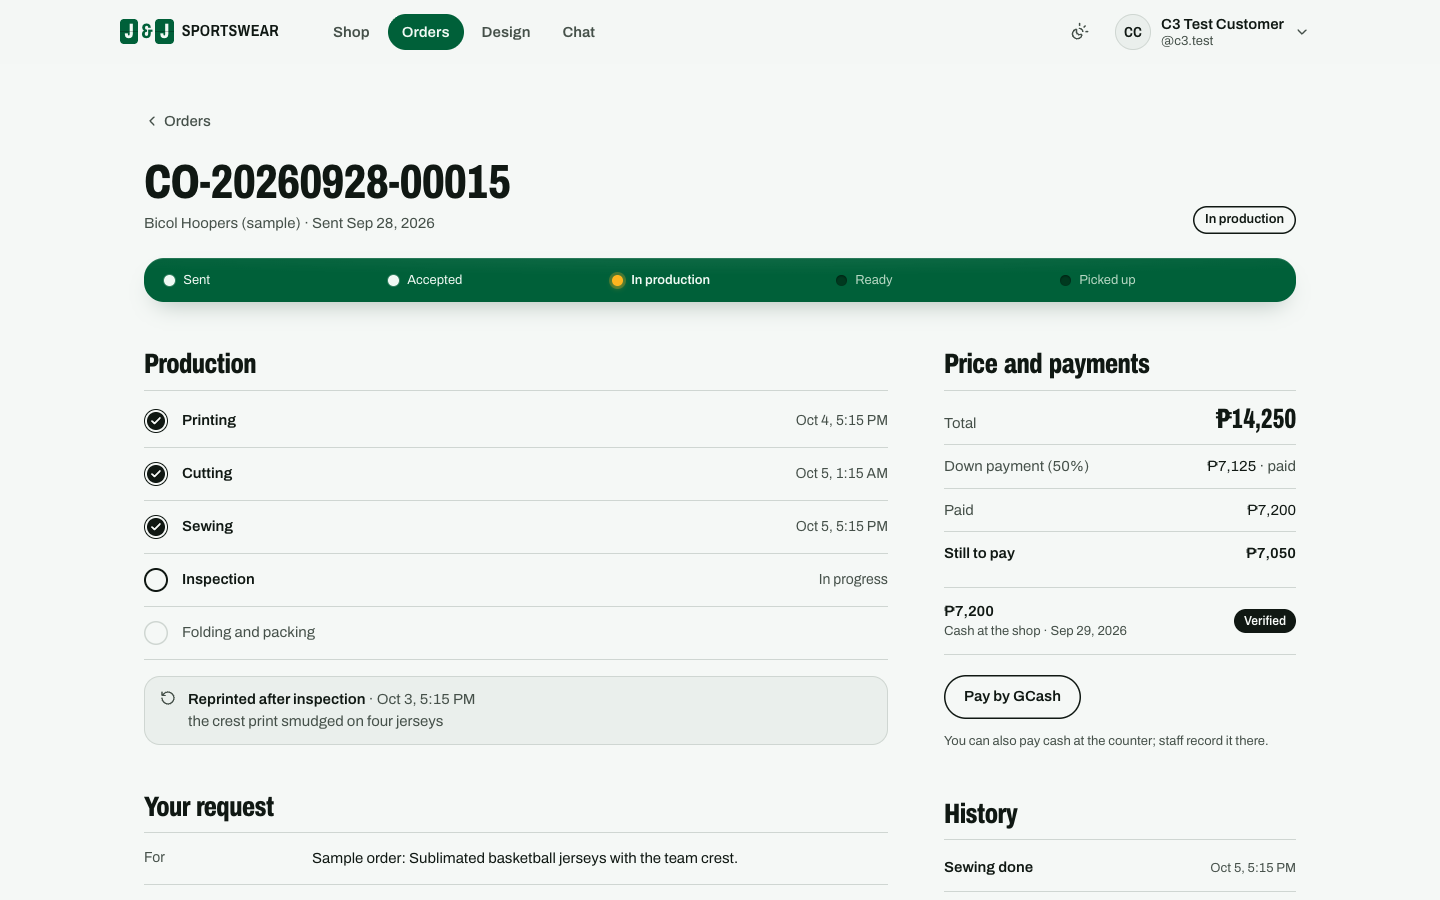 J & J SPORTSWEAR
Shop
Orders
Design
Chat
CC
C3 Test Customer
@c3.test
Orders
CO-20260928-00015
Bicol Hoopers (sample) · Sent Sep 28, 2026
In production
Sent
Accepted
In production
Ready
Picked up
Production
Printing Oct 4, 5:15 PM
Cutting Oct 5, 1:15 AM
Sewing Oct 5, 5:15 PM
Inspection In progress
Folding and packing
Reprinted after inspection · Oct 3, 5:15 PM
the crest print smudged on four jerseys
Your request
For Sample order: Sublimated basketball jerseys with the team crest.
Price and payments
Total ₱14,250
Down payment (50%) ₱7,125 · paid
Paid ₱7,200
Still to pay ₱7,050
₱7,200
Cash at the shop · Sep 29, 2026
Verified
Pay by GCash
You can also pay cash at the counter; staff record it there.
History
Sewing done Oct 5, 5:15 PM